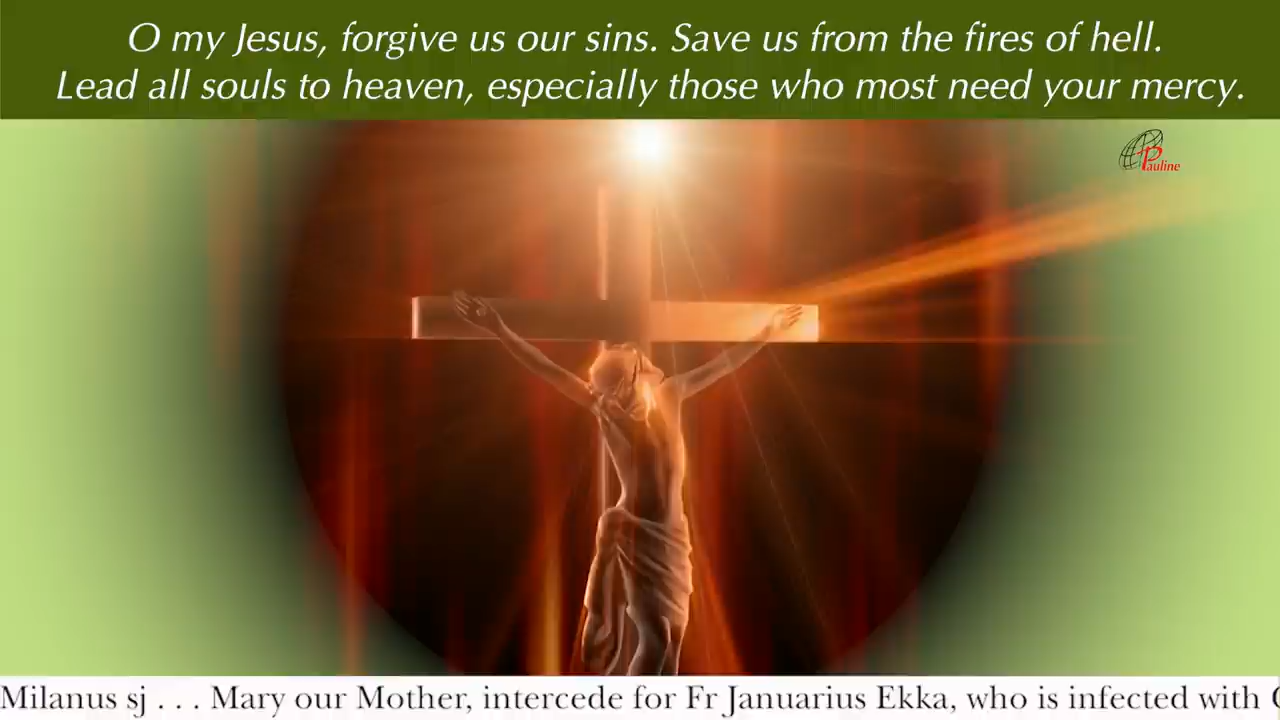 O my Jesus, forgive us our sins. Save us from the fires of hell.
Lead all souls to heaven, especially those who most need your mercy.
Pauline
Milanus sj . . . Mary our Mother, intercede for Fr Januarius Ekka, who is infected with